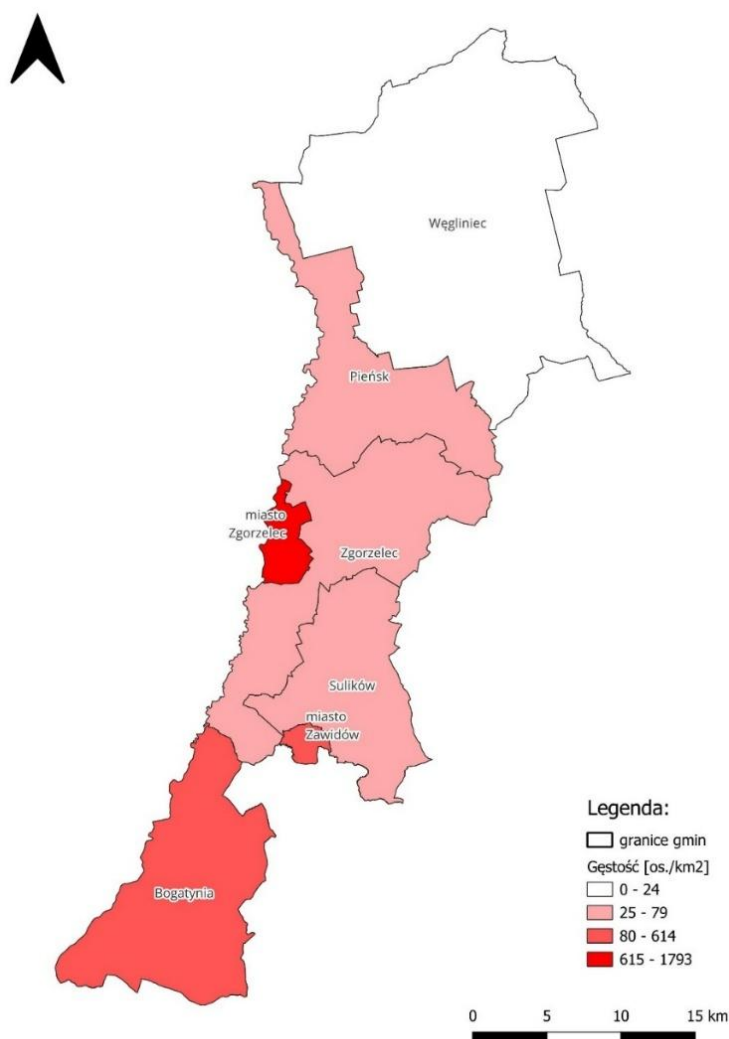 Węgliniec
Pieńsk
miasto
Zgorzelec
Zgorzelec
Sulików
miasto
Zawidów
Bogatynia
Legenda:
granice gmin
Gęstość [os./km2]
0 - 24
25 - 79
80 - 614
615 - 1793
0 5 10 15 km